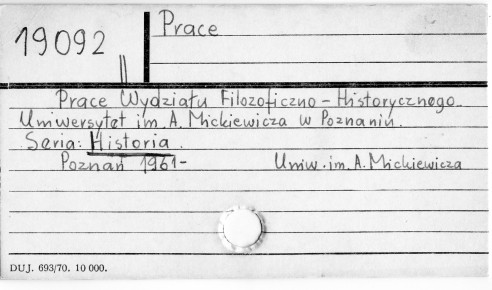 19092
Prace
Prace Wydziału Filozoficzno - Historycznego.
Uniwersytet im. A. Mickiewicza w Poznaniu.
Seria: Historia.
Poznań 1961- Uniw. im. A. Mickiewicza
DUJ. 693/70. 10 000.